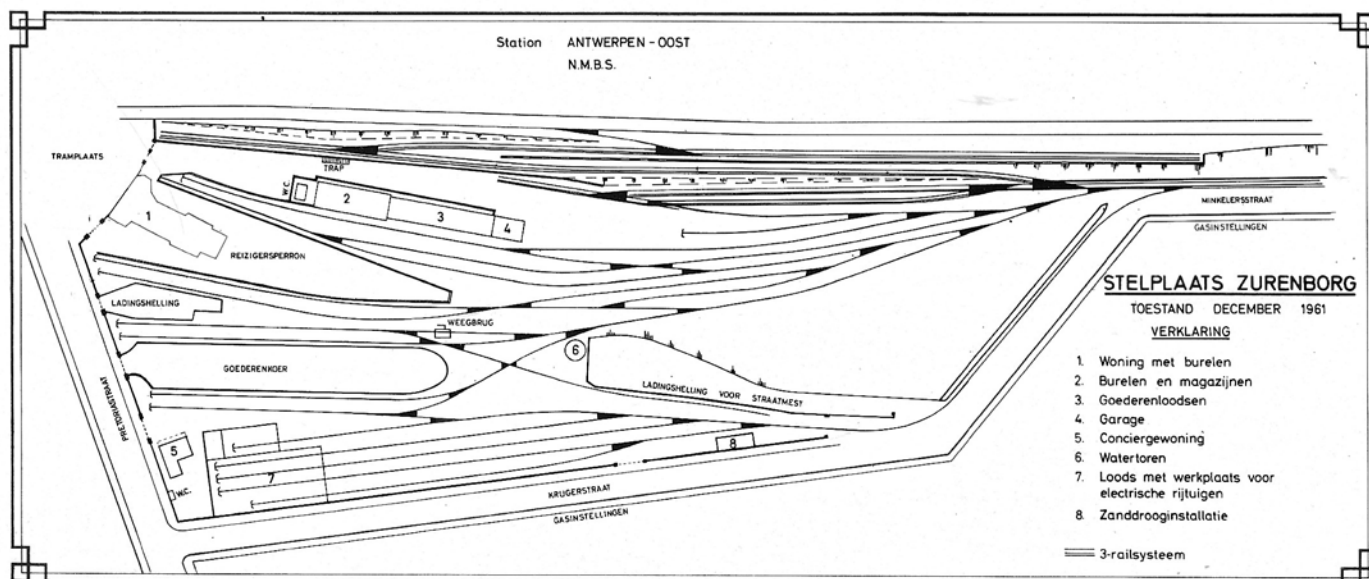 Station ANTWERPEN - OOST
N.M.B.S.
TRAMPLAATS
TRAP
W.C.
2
3
4
1
REIZIGERSPERRON
MINKELERSSTRAAT
GASINSTELLINGEN
LADINGSHELLING
WEEGBRUG
6
GOEDERENKOER
LADINGSHELLING VOOR STRAATMEST
PRETORIASTRAAT
5
W.C.
7
8
KRUGERSTRAAT
GASINSTELLINGEN
STELPLAATS ZURENBORG
TOESTAND DECEMBER 1961
VERKLARING
1. Woning met burelen
2. Burelen en magazijnen
3. Goederenloodsen
4. Garage
5. Conciergewoning
6. Watertoren
7. Loods met werkplaats voor
electrische rijtuigen
8. Zanddrooginstallatie
3-railsysteem